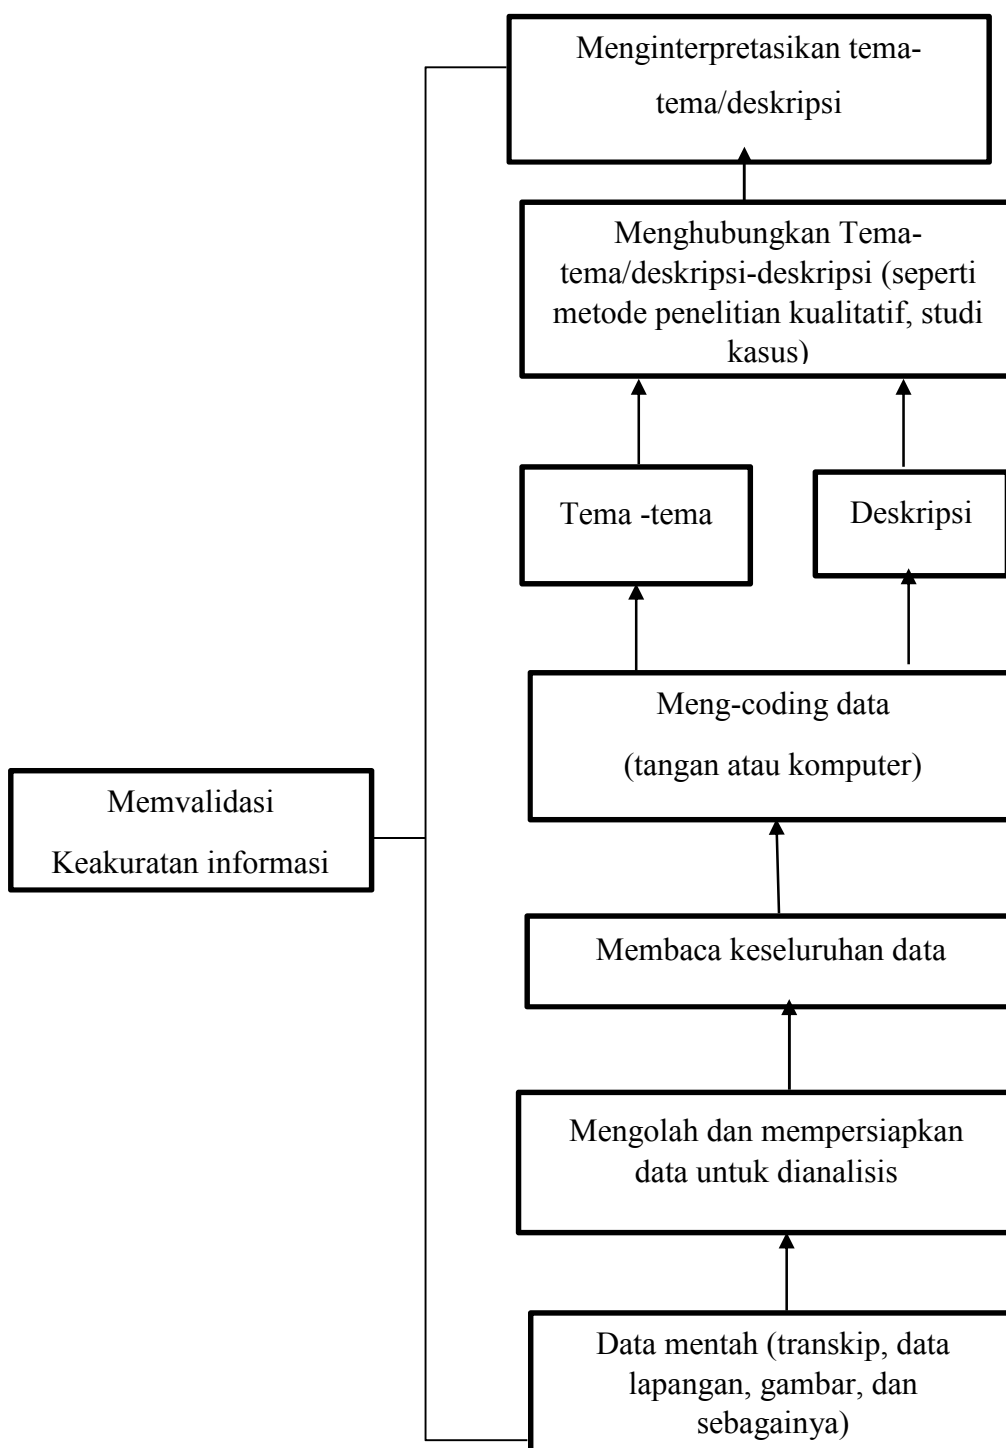 Menginterpretasikan tema-
tema/deskripsi
Menghubungkan Tema-
tema/deskripsi-deskripsi (seperti
metode penelitian kualitatif, studi
kasus)
Tema -tema
Deskripsi
Meng-coding data
(tangan atau komputer)
Memvalidasi
Keakuratan informasi
Membaca keseluruhan data
Mengolah dan mempersiapkan
data untuk dianalisis
Data mentah (transkip, data
lapangan, gambar, dan
sebagainya)